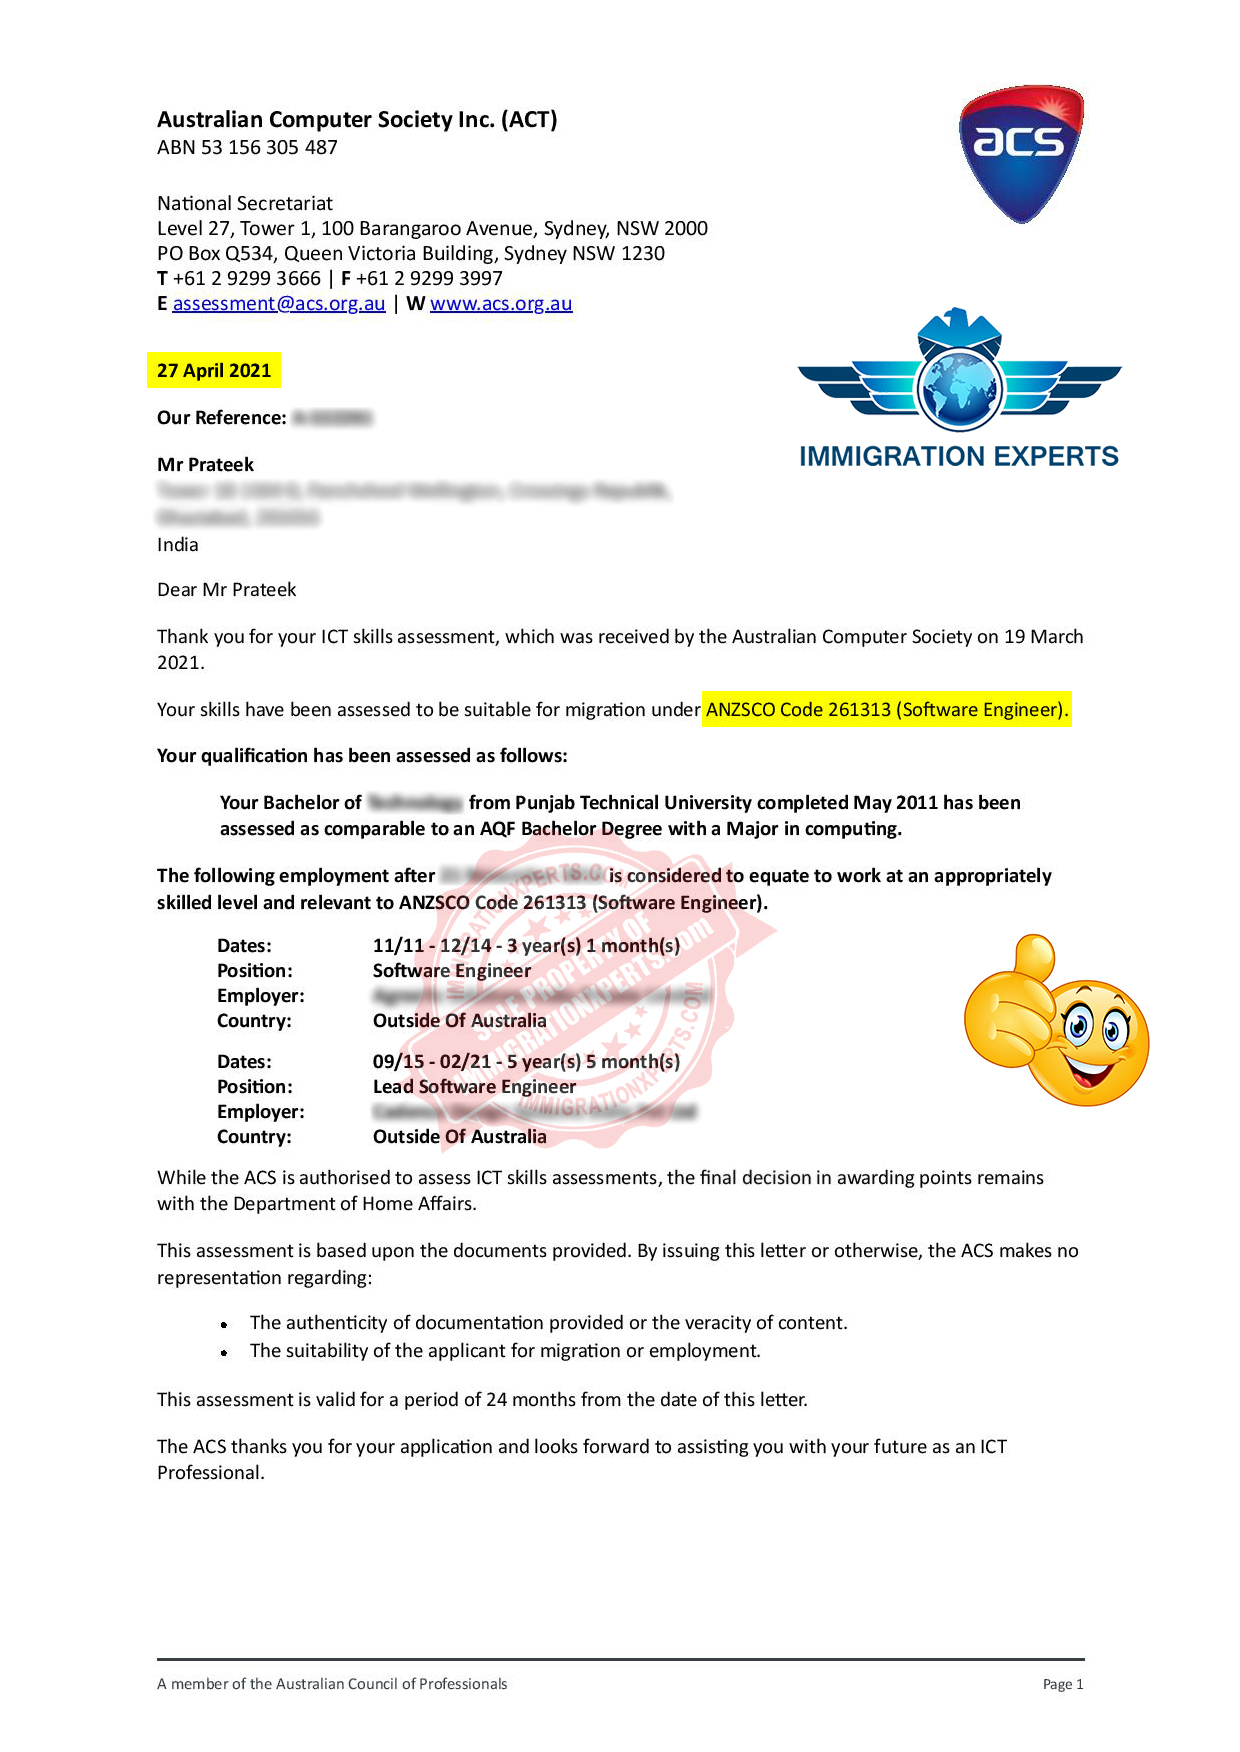 Australian Computer Society Inc. (ACT)
ABN 53 156 305 487
acs
National Secretariat
Level 27, Tower 1, 100 Barangaroo Avenue, Sydney, NSW 2000
PO Box Q534, Queen Victoria Building, Sydney NSW 1230
T +61 2 9299 3666 | F +61 2 9299 3997
E assessment@acs.org.au | W www.acs.org.au
27 April 2021
Our Reference:
IMMIGRATION EXPERTS
Mr Prateek
India
Dear Mr Prateek
Thank you for your ICT skills assessment, which was received by the Australian Computer Society on 19 March
2021.
Your skills have been assessed to be suitable for migration under ANZSCO Code 261313 (Software Engineer).
Your qualification has been assessed as follows:
Your Bachelor of from Punjab Technical University completed May 2011 has been
assessed as comparable to an AQF Bachelor Degree with a Major in computing.
The following employment after is considered to equate to work at an appropriately
skilled level and relevant to ANZSCO Code 261313 (Software Engineer).
Dates: 11/11 - 12/14 - 3 year(s) 1 month(s)
Position: Software Engineer
Employer:
Country: Outside Of Australia
Dates: 09/15 - 02/21 - 5 year(s) 5 month(s)
Position: Lead Software Engineer
Employer:
Country: Outside Of Australia
IMMIGRATIONXPERTS.COM
SOLE PROPERTY OF
IMMIGRATIONXPERTS.com
IMMIGRATIONXPERTS.COM
While the ACS is authorised to assess ICT skills assessments, the final decision in awarding points remains
with the Department of Home Affairs.
This assessment is based upon the documents provided. By issuing this letter or otherwise, the ACS makes no
representation regarding:
• The authenticity of documentation provided or the veracity of content.
• The suitability of the applicant for migration or employment.
This assessment is valid for a period of 24 months from the date of this letter.
The ACS thanks you for your application and looks forward to assisting you with your future as an ICT
Professional.
A member of the Australian Council of Professionals Page 1